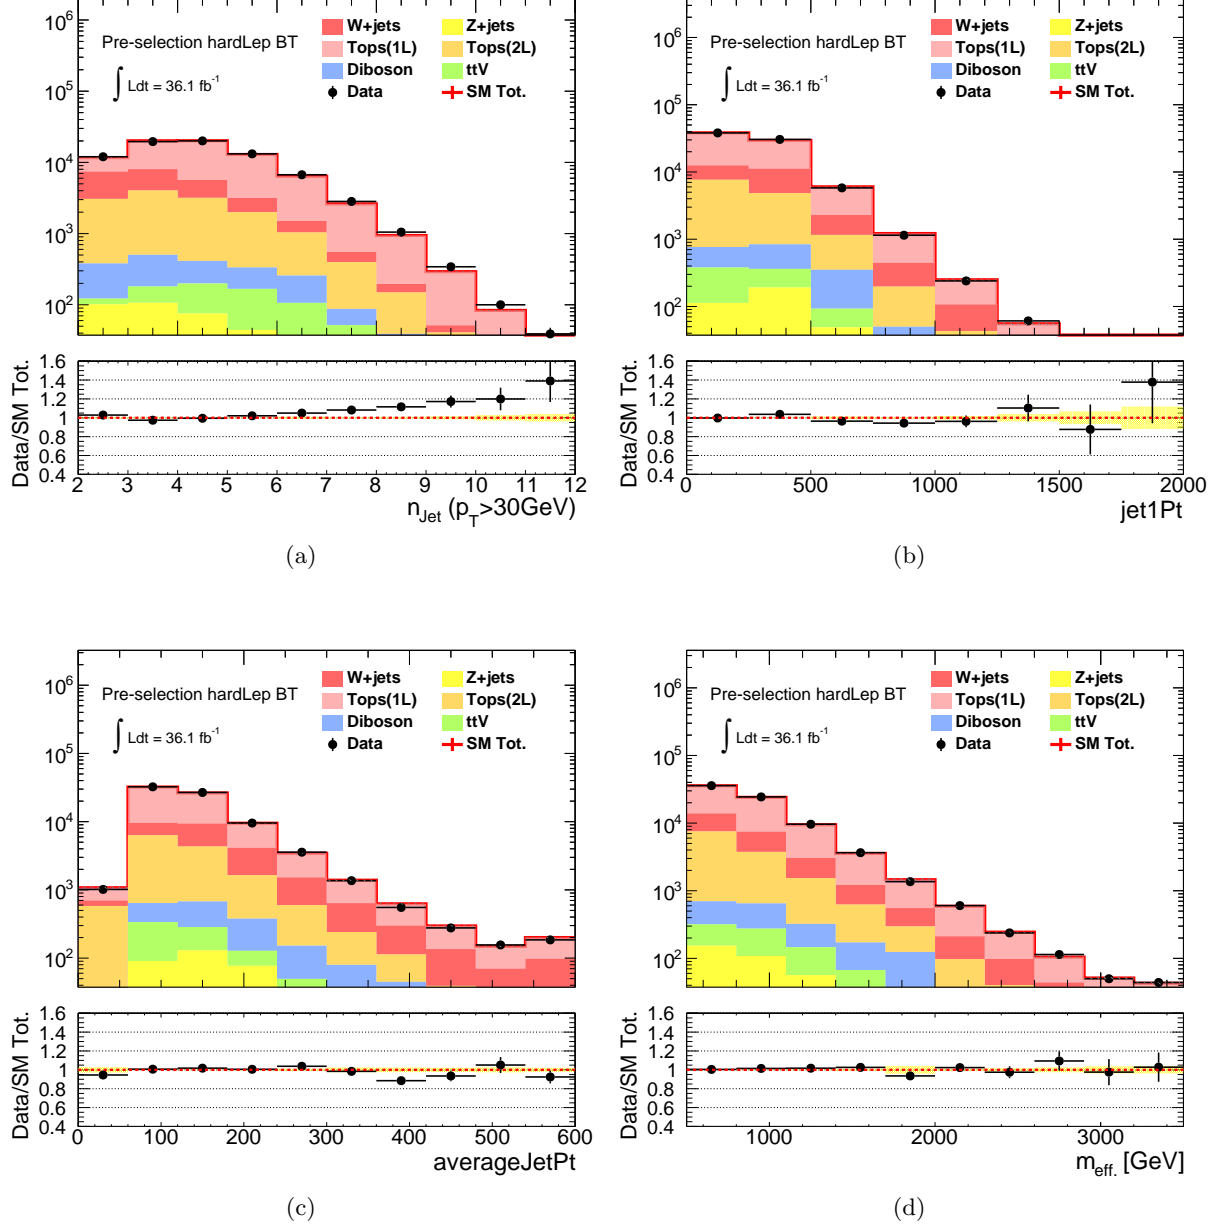 10^6
10^5
10^4
10^3
10^2
Pre-selection hardLep BT
∫ Ldt = 36.1 fb^-1
W+jets Z+jets
Tops(1L) Tops(2L)
Diboson ttV
Data SM Tot.
Data/SM Tot.
1.6
1.4
1.2
1
0.8
0.6
0.4
2 3 4 5 6 7 8 9 10 11 12
n_Jet (p_T>30GeV)
(a)
10^6
10^5
10^4
10^3
10^2
Pre-selection hardLep BT
∫ Ldt = 36.1 fb^-1
W+jets Z+jets
Tops(1L) Tops(2L)
Diboson ttV
Data SM Tot.
Data/SM Tot.
1.6
1.4
1.2
1
0.8
0.6
0.4
0 500 1000 1500 2000
jet1Pt
(b)
10^6
10^5
10^4
10^3
10^2
Pre-selection hardLep BT
∫ Ldt = 36.1 fb^-1
W+jets Z+jets
Tops(1L) Tops(2L)
Diboson ttV
Data SM Tot.
Data/SM Tot.
1.6
1.4
1.2
1
0.8
0.6
0.4
0 100 200 300 400 500 600
averageJetPt
(c)
10^6
10^5
10^4
10^3
10^2
Pre-selection hardLep BT
∫ Ldt = 36.1 fb^-1
W+jets Z+jets
Tops(1L) Tops(2L)
Diboson ttV
Data SM Tot.
Data/SM Tot.
1.6
1.4
1.2
1
0.8
0.6
0.4
1000 2000 3000
m_eff. [GeV]
(d)